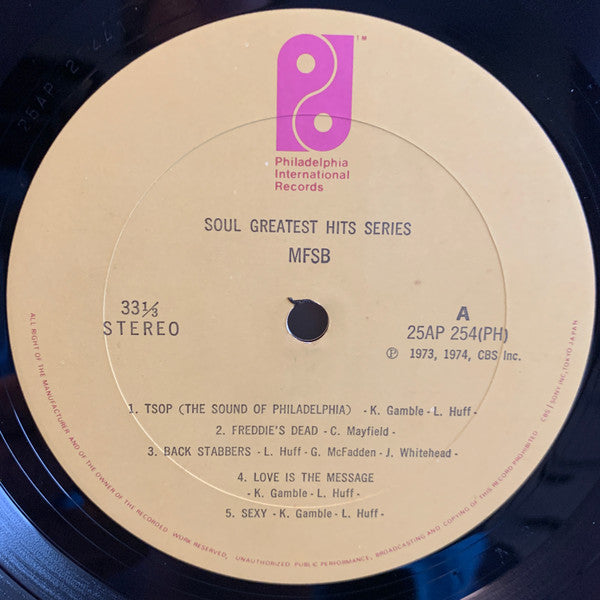 TM
Philadelphia
International
Records
SOUL GREATEST HITS SERIES
MFSB
33⅓
STEREO
A
25AP 254(PH)
℗ 1973, 1974, CBS Inc.
1. TSOP (THE SOUND OF PHILADELPHIA) - K. Gamble - L. Huff -
2. FREDDIE'S DEAD - C. Mayfield -
3. BACK STABBERS - L. Huff - G. McFadden - J. Whitehead -
4. LOVE IS THE MESSAGE
- K. Gamble - L. Huff -
5. SEXY - K. Gamble - L. Huff -
ALL RIGHT OF THE MANUFACTURER AND OF THE OWNER OF THE RECORDED WORK RESERVED, UNAUTHORIZED PUBLIC PERFORMANCE, BROADCASTING AND COPYING OF THIS RECORD PROHIBITED CBS/SONY INC, TOKYO JAPAN